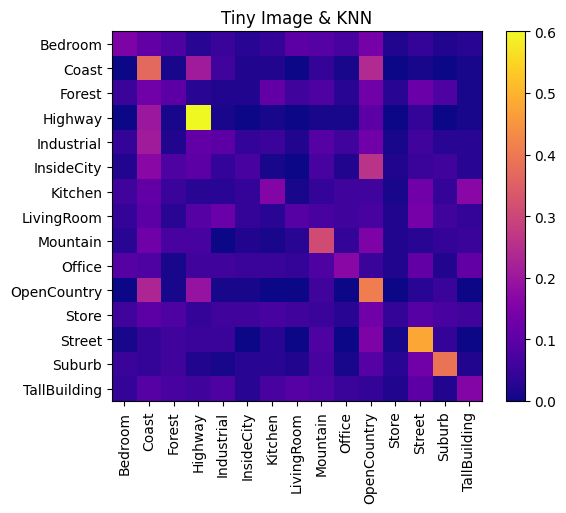 Tiny Image & KNN
Bedroom
Coast
Forest
Highway
Industrial
InsideCity
Kitchen
LivingRoom
Mountain
Office
OpenCountry
Store
Street
Suburb
TallBuilding
Bedroom
Coast
Forest
Highway
Industrial
InsideCity
Kitchen
LivingRoom
Mountain
Office
OpenCountry
Store
Street
Suburb
TallBuilding
0.6
0.5
0.4
0.3
0.2
0.1
0.0